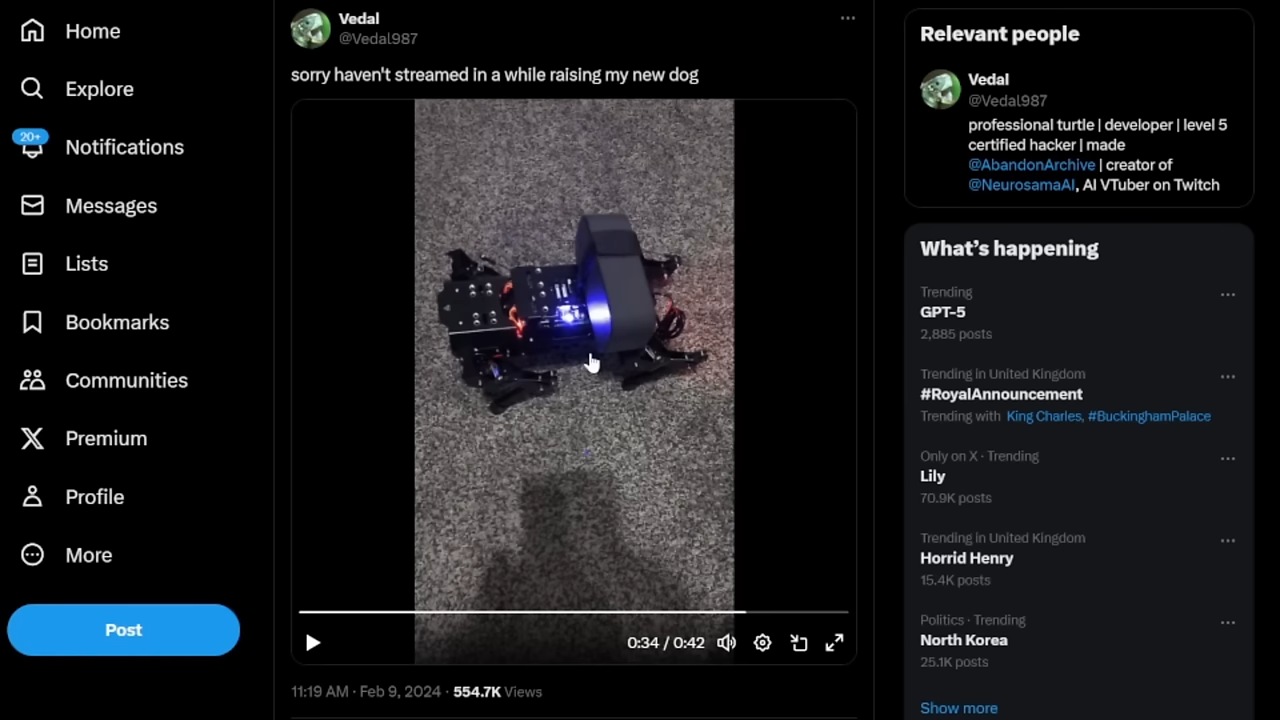 Home
Explore
20+
Notifications
Messages
Lists
Bookmarks
Communities
Premium
Profile
More
Post
Vedal
@Vedal987
sorry haven't streamed in a while raising my new dog
0:34 / 0:42
11:19 AM · Feb 9, 2024 · 554.7K Views
Relevant people
Vedal
@Vedal987
professional turtle | developer | level 5
certified hacker | made
@AbandonArchive | creator of
@NeurosamaAI, AI VTuber on Twitch
What's happening
Trending
GPT-5
2,885 posts
Trending in United Kingdom
#RoyalAnnouncement
Trending with King Charles, #BuckinghamPalace
Only on X · Trending
Lily
70.9K posts
Trending in United Kingdom
Horrid Henry
15.4K posts
Politics · Trending
North Korea
25.1K posts
Show more